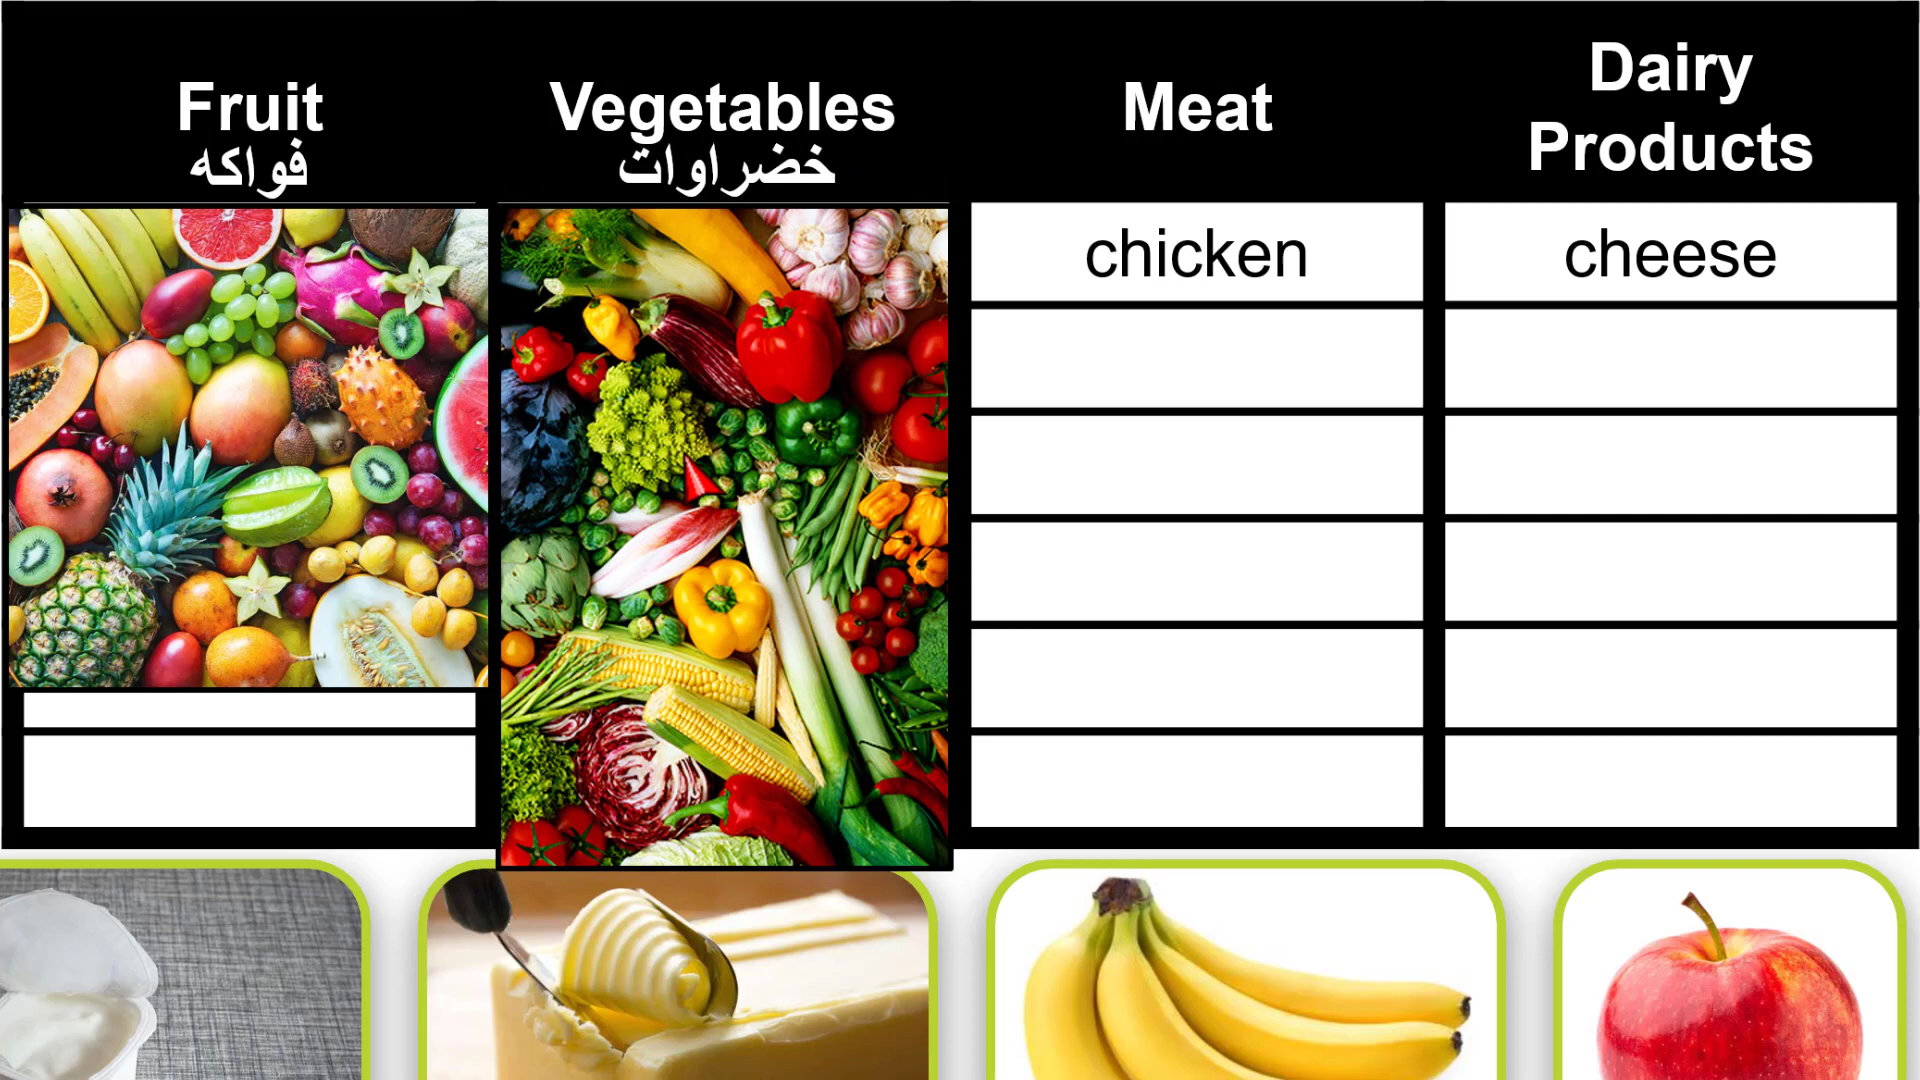 Fruit
فواكه
Vegetables
خضراوات
Meat
Dairy
Products
chicken
cheese